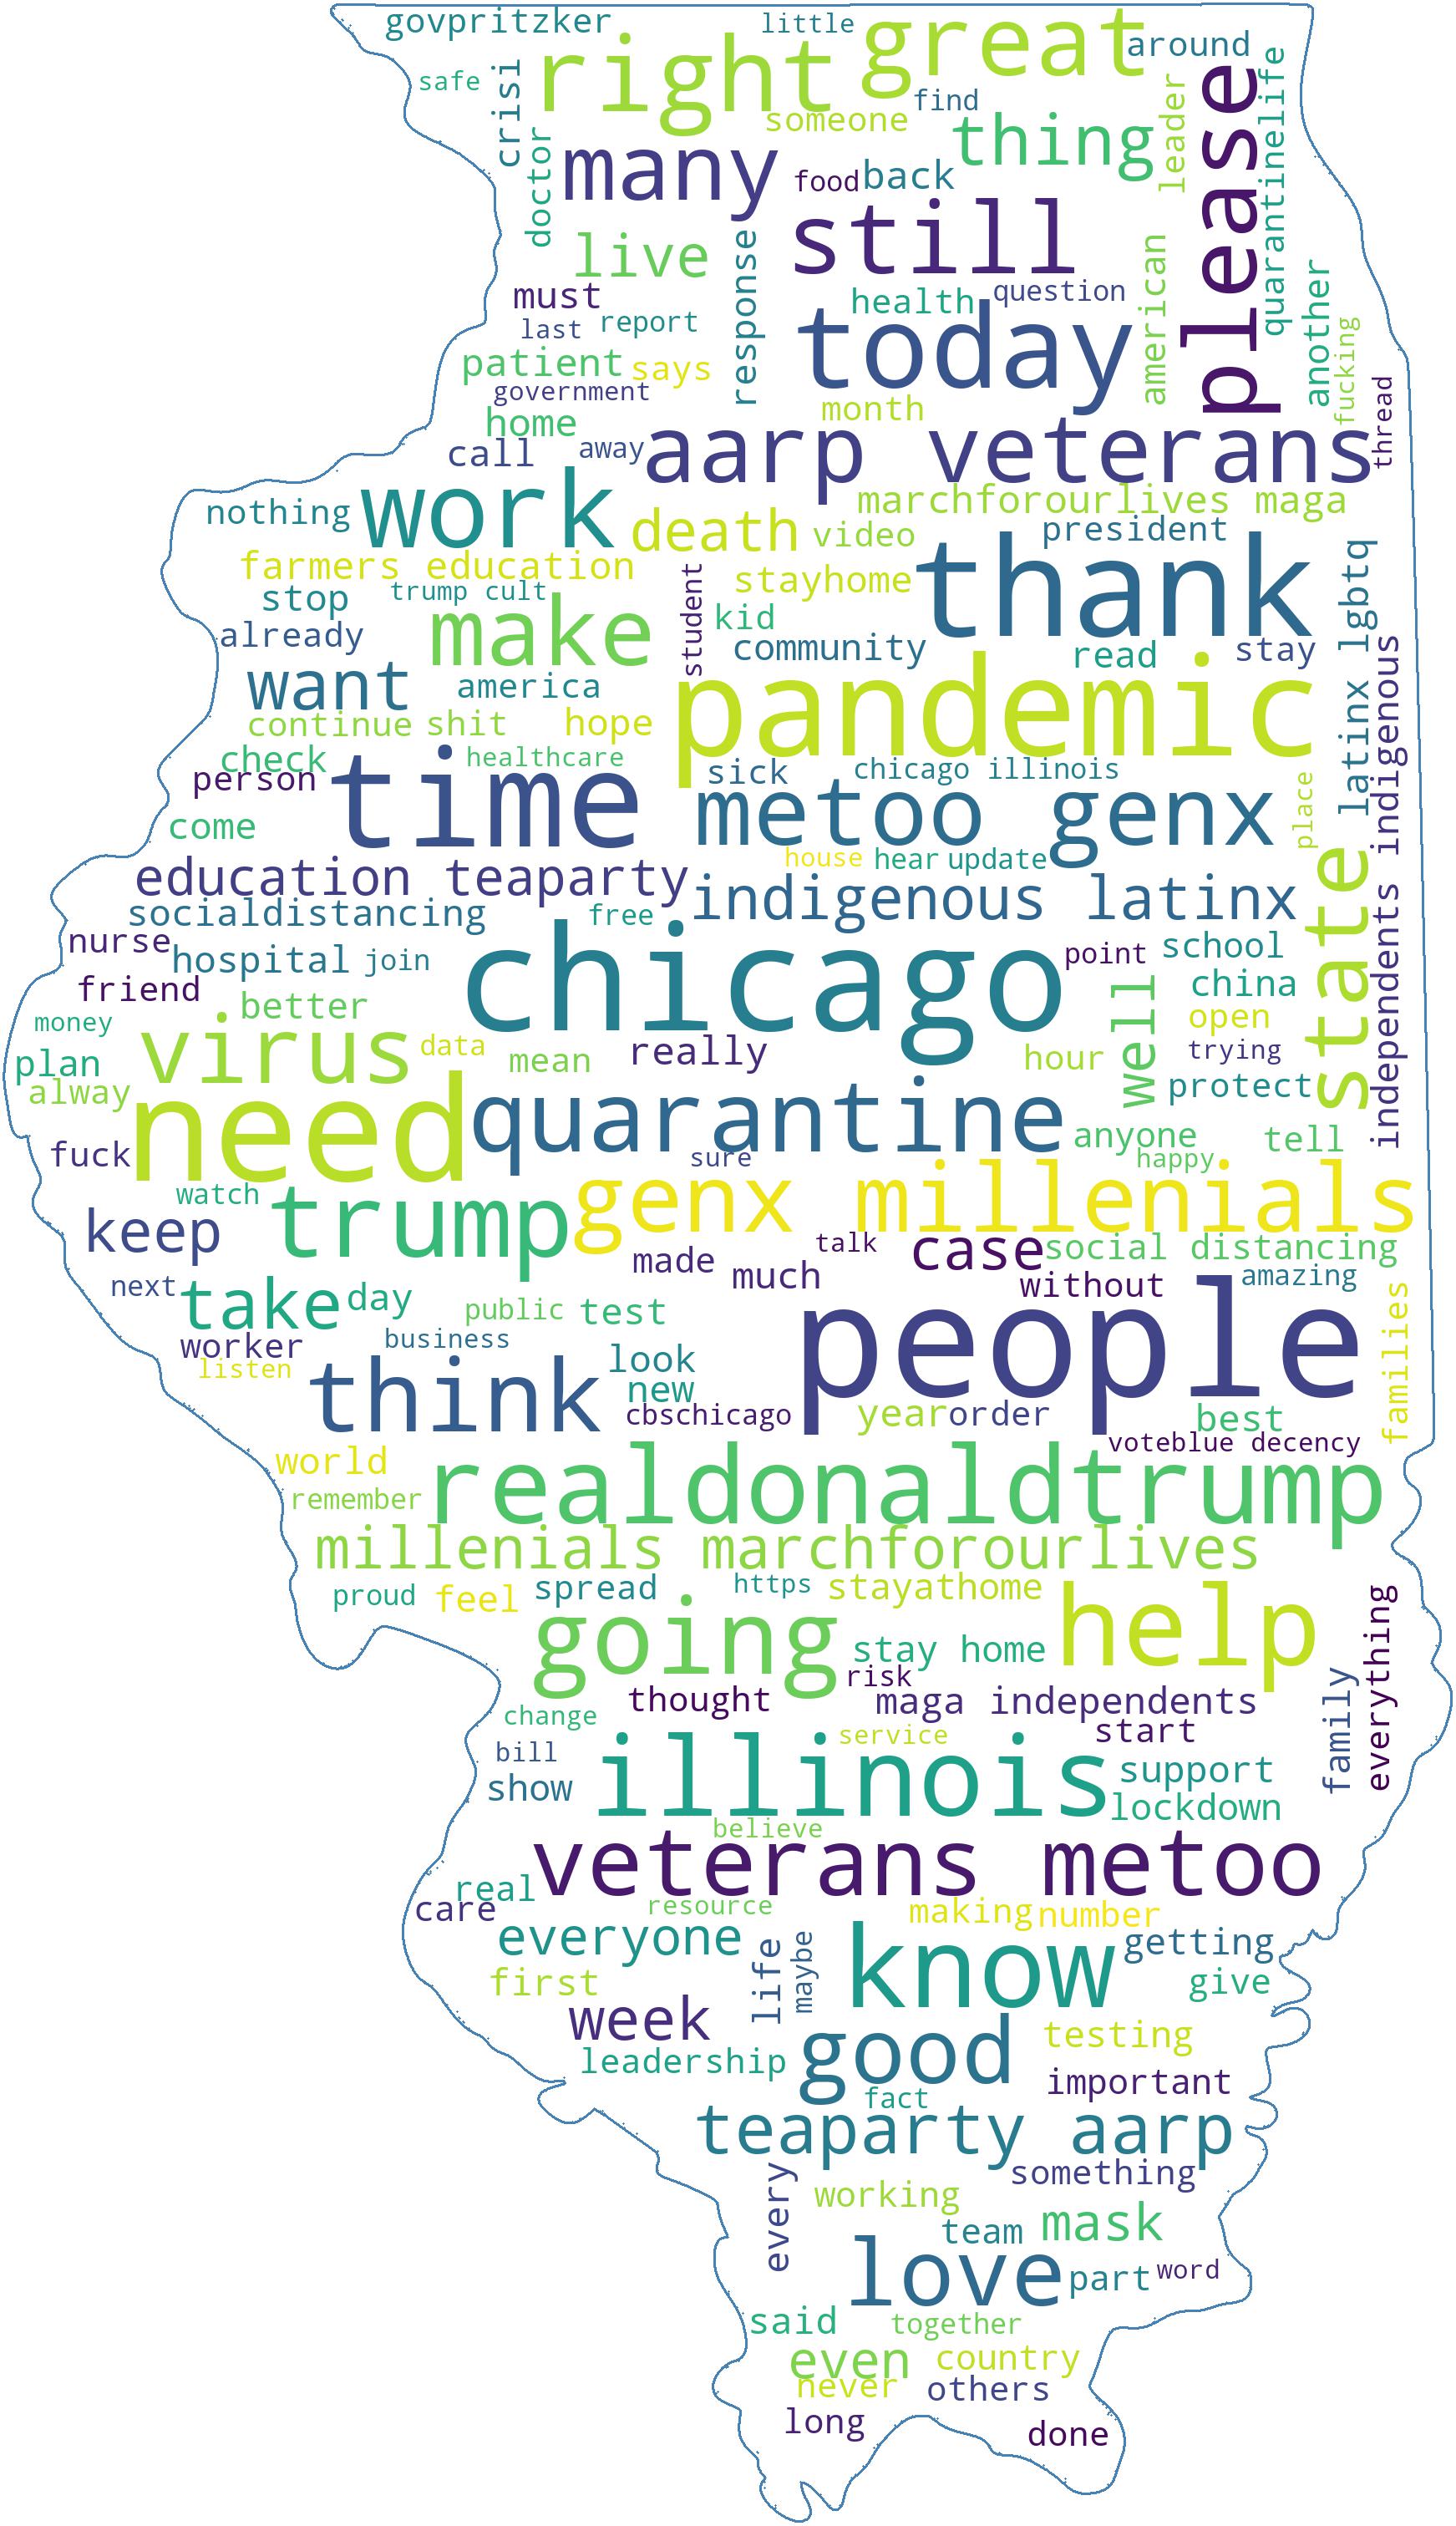 govpritzker
little
great
around
right
safe
crisi
find
someone
leader
please
quarantinelife
thing
doctor
many
food
back
still
live
response
american
another
must
health
question
last
report
today
fucking
patient
says
government
month
thread
home
call
away
aarp veterans
work
marchforourlives maga
nothing
death
video
president
thank
farmers education
stayhome
latinx lgbtq
stop
trump cult
student
kid
make
already
community
read
stay
independents indigenous
want
america
pandemic
continue
shit
hope
check
healthcare
time
person
sick
chicago illinois
place
metoo genx
come
house
hear
update
state
education teaparty
indigenous latinx
socialdistancing
free
chicago
nurse
hospital
join
point
school
friend
better
well
china
money
virus
open
plan
data
mean
really
hour
trying
alway
need
protect
quarantine
fuck
sure
anyone
tell
happy
watch
trump
genx millenials
keep
made
talk
case
social distancing
much
next
take
day
without
amazing
public
test
people
families
worker
business
listen
think
look
new
cbschicago
year
order
best
voteblue decency
world
realdonaldtrump
remember
millenials marchforourlives
proud
feel
spread
https
stayathome
help
everything
going
stay home
risk
family
thought
maga independents
change
service
start
bill
illinois
show
support
lockdown
believe
veterans metoo
real
care
resource
making
number
everyone
life
maybe
know
getting
first
give
week
good
testing
leadership
important
fact
teaparty aarp
every
something
working
team
mask
love
part
word
said
together
even
country
never
others
long
done